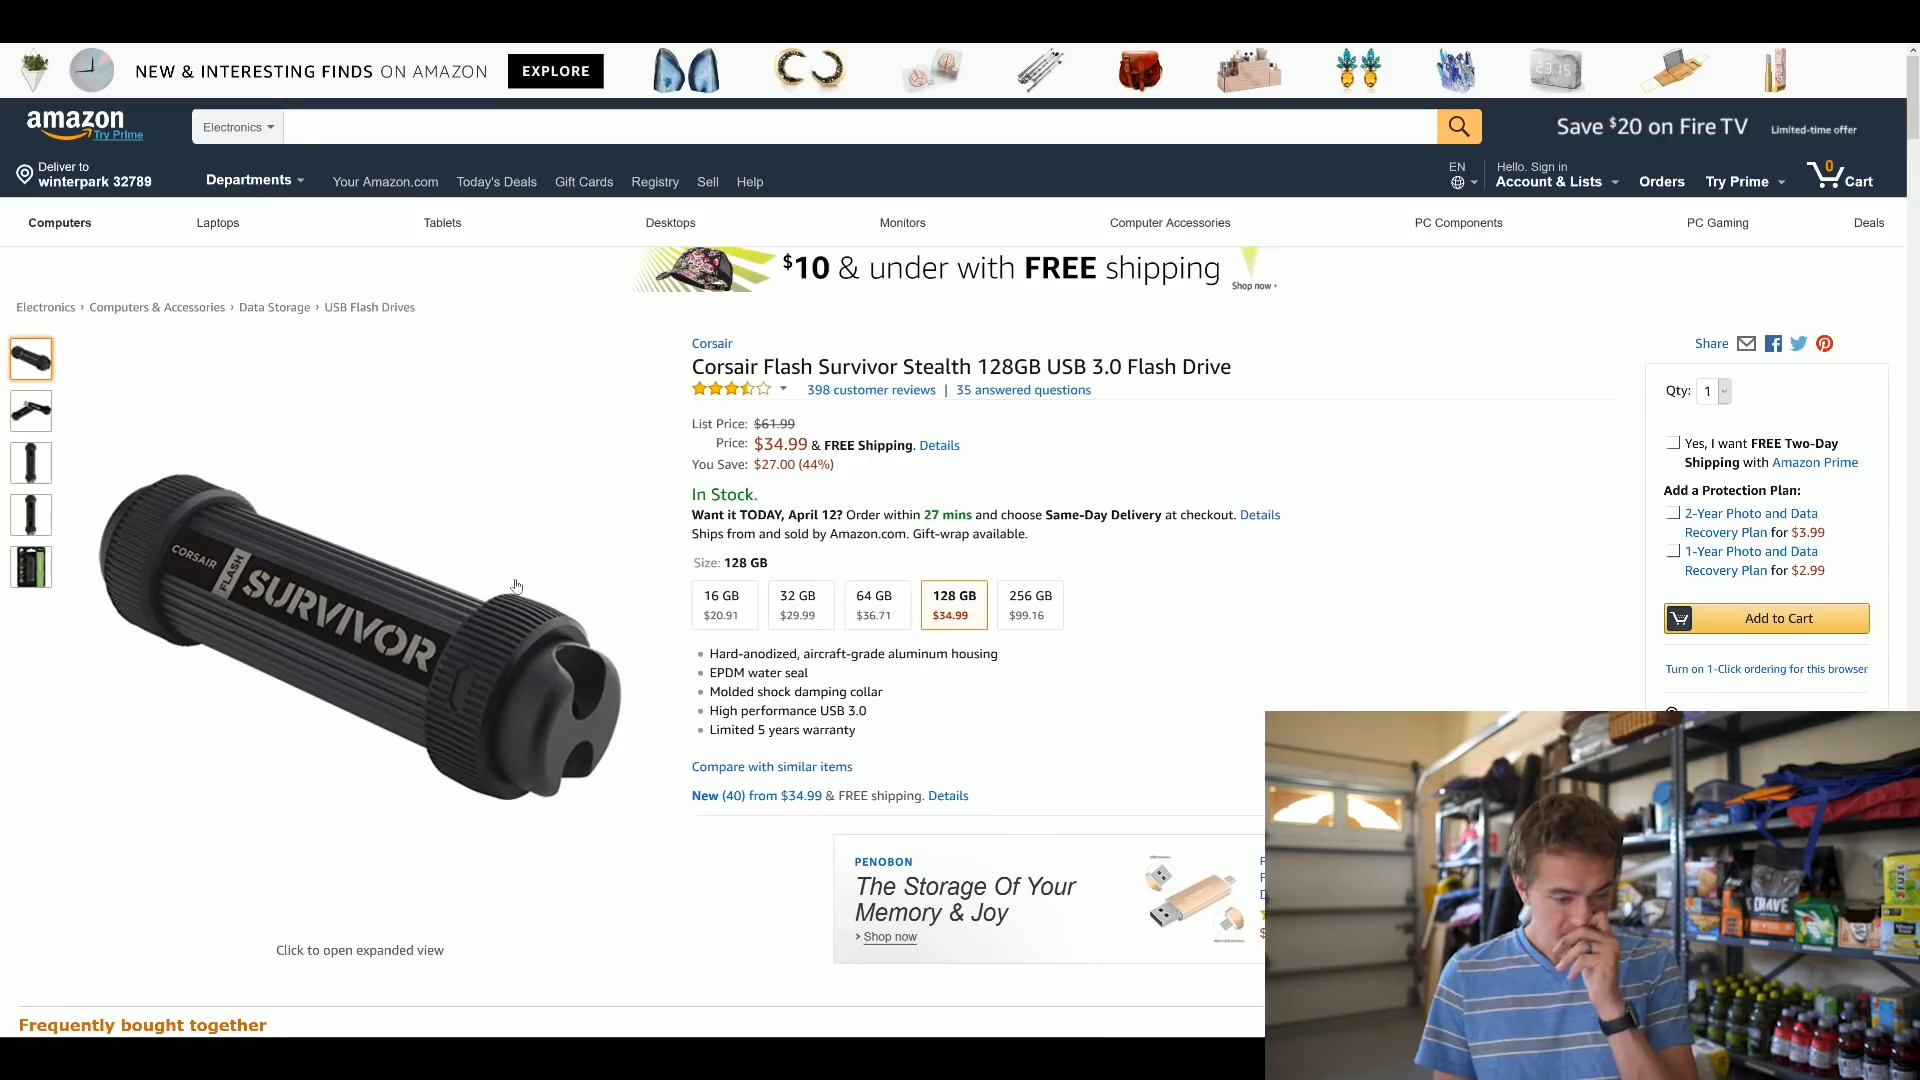 NEW & INTERESTING FINDS ON AMAZON
EXPLORE
23:15
amazon
Try Prime
Electronics
Save $20 on Fire TV Limited-time offer
Deliver to
winterpark 32789
Departments
Your Amazon.com
Today's Deals
Gift Cards
Registry
Sell
Help
EN
Hello. Sign in
Account & Lists
Orders
Try Prime
0
Cart
Computers
Laptops
Tablets
Desktops
Monitors
Computer Accessories
PC Components
PC Gaming
Deals
$10 & under with FREE shipping
Shop now ›
Electronics › Computers & Accessories › Data Storage › USB Flash Drives
CORSAIR
FLASH
SURVIVOR
Click to open expanded view
Corsair
Corsair Flash Survivor Stealth 128GB USB 3.0 Flash Drive
398 customer reviews | 35 answered questions
List Price: $61.99
Price: $34.99 & FREE Shipping. Details
You Save: $27.00 (44%)
In Stock.
Want it TODAY, April 12? Order within 27 mins and choose Same-Day Delivery at checkout. Details
Ships from and sold by Amazon.com. Gift-wrap available.
Size: 128 GB
16 GB
$20.91
32 GB
$29.99
64 GB
$36.71
128 GB
$34.99
256 GB
$99.16
Hard-anodized, aircraft-grade aluminum housing
EPDM water seal
Molded shock damping collar
High performance USB 3.0
Limited 5 years warranty
Compare with similar items
New (40) from $34.99 & FREE shipping. Details
PENOBON
The Storage Of Your
Memory & Joy
› Shop now
Share
Qty: 1
Yes, I want FREE Two-Day
Shipping with Amazon Prime
Add a Protection Plan:
2-Year Photo and Data
Recovery Plan for $3.99
1-Year Photo and Data
Recovery Plan for $2.99
Add to Cart
Turn on 1-Click ordering for this browser
CRAVE
Frequently bought together